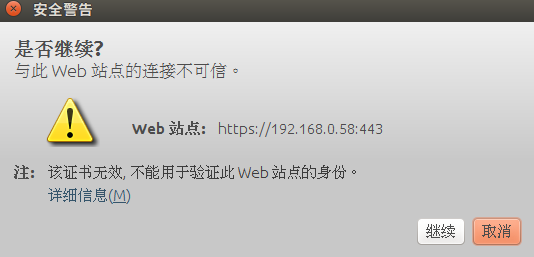 安全警告
是否继续?
与此 Web 站点的连接不可信。
Web 站点: https://192.168.0.58:443
注: 该证书无效, 不能用于验证此 Web 站点的身份。
详细信息(M)
继续 取消